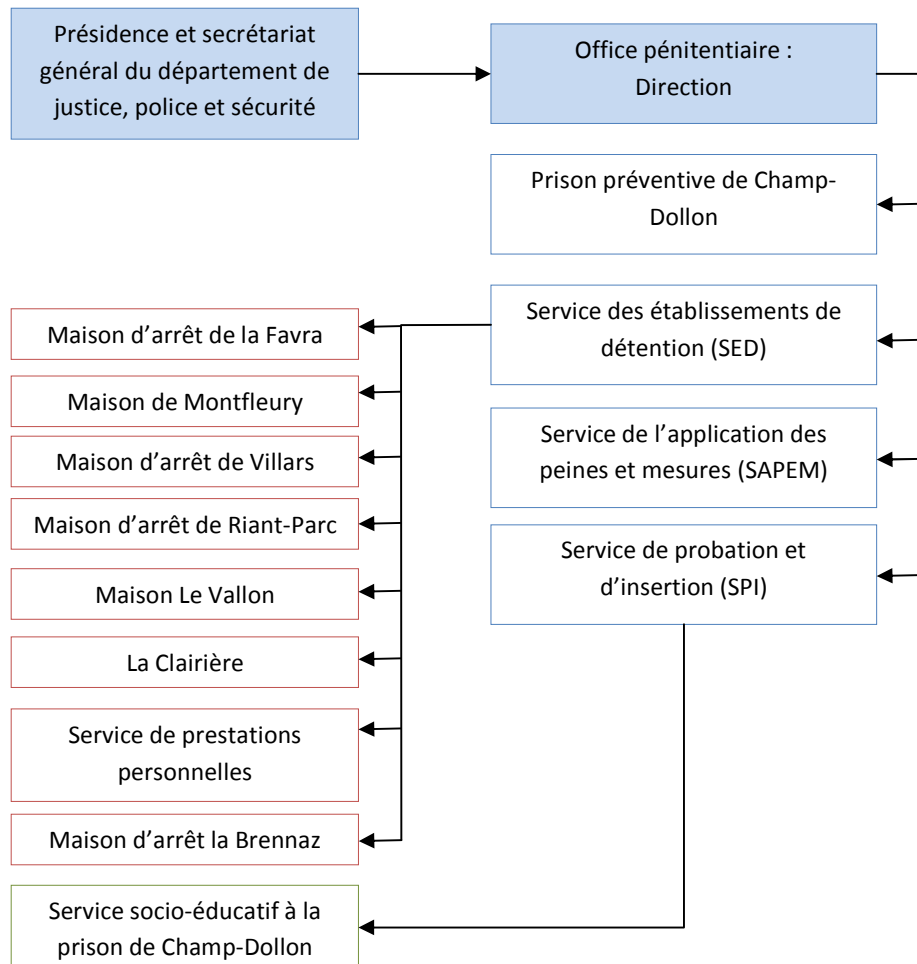 Présidence et secrétariat
général du département de
justice, police et sécurité
Office pénitentiaire :
Direction
Prison préventive de Champ-
Dollon
Service des établissements de
détention (SED)
Service de l’application des
peines et mesures (SAPEM)
Service de probation et
d’insertion (SPI)
Maison d’arrêt de la Favra
Maison de Montfleury
Maison d’arrêt de Villars
Maison d’arrêt de Riant-Parc
Maison Le Vallon
La Clairière
Service de prestations
personnelles
Maison d’arrêt la Brennaz
Service socio-éducatif à la
prison de Champ-Dollon